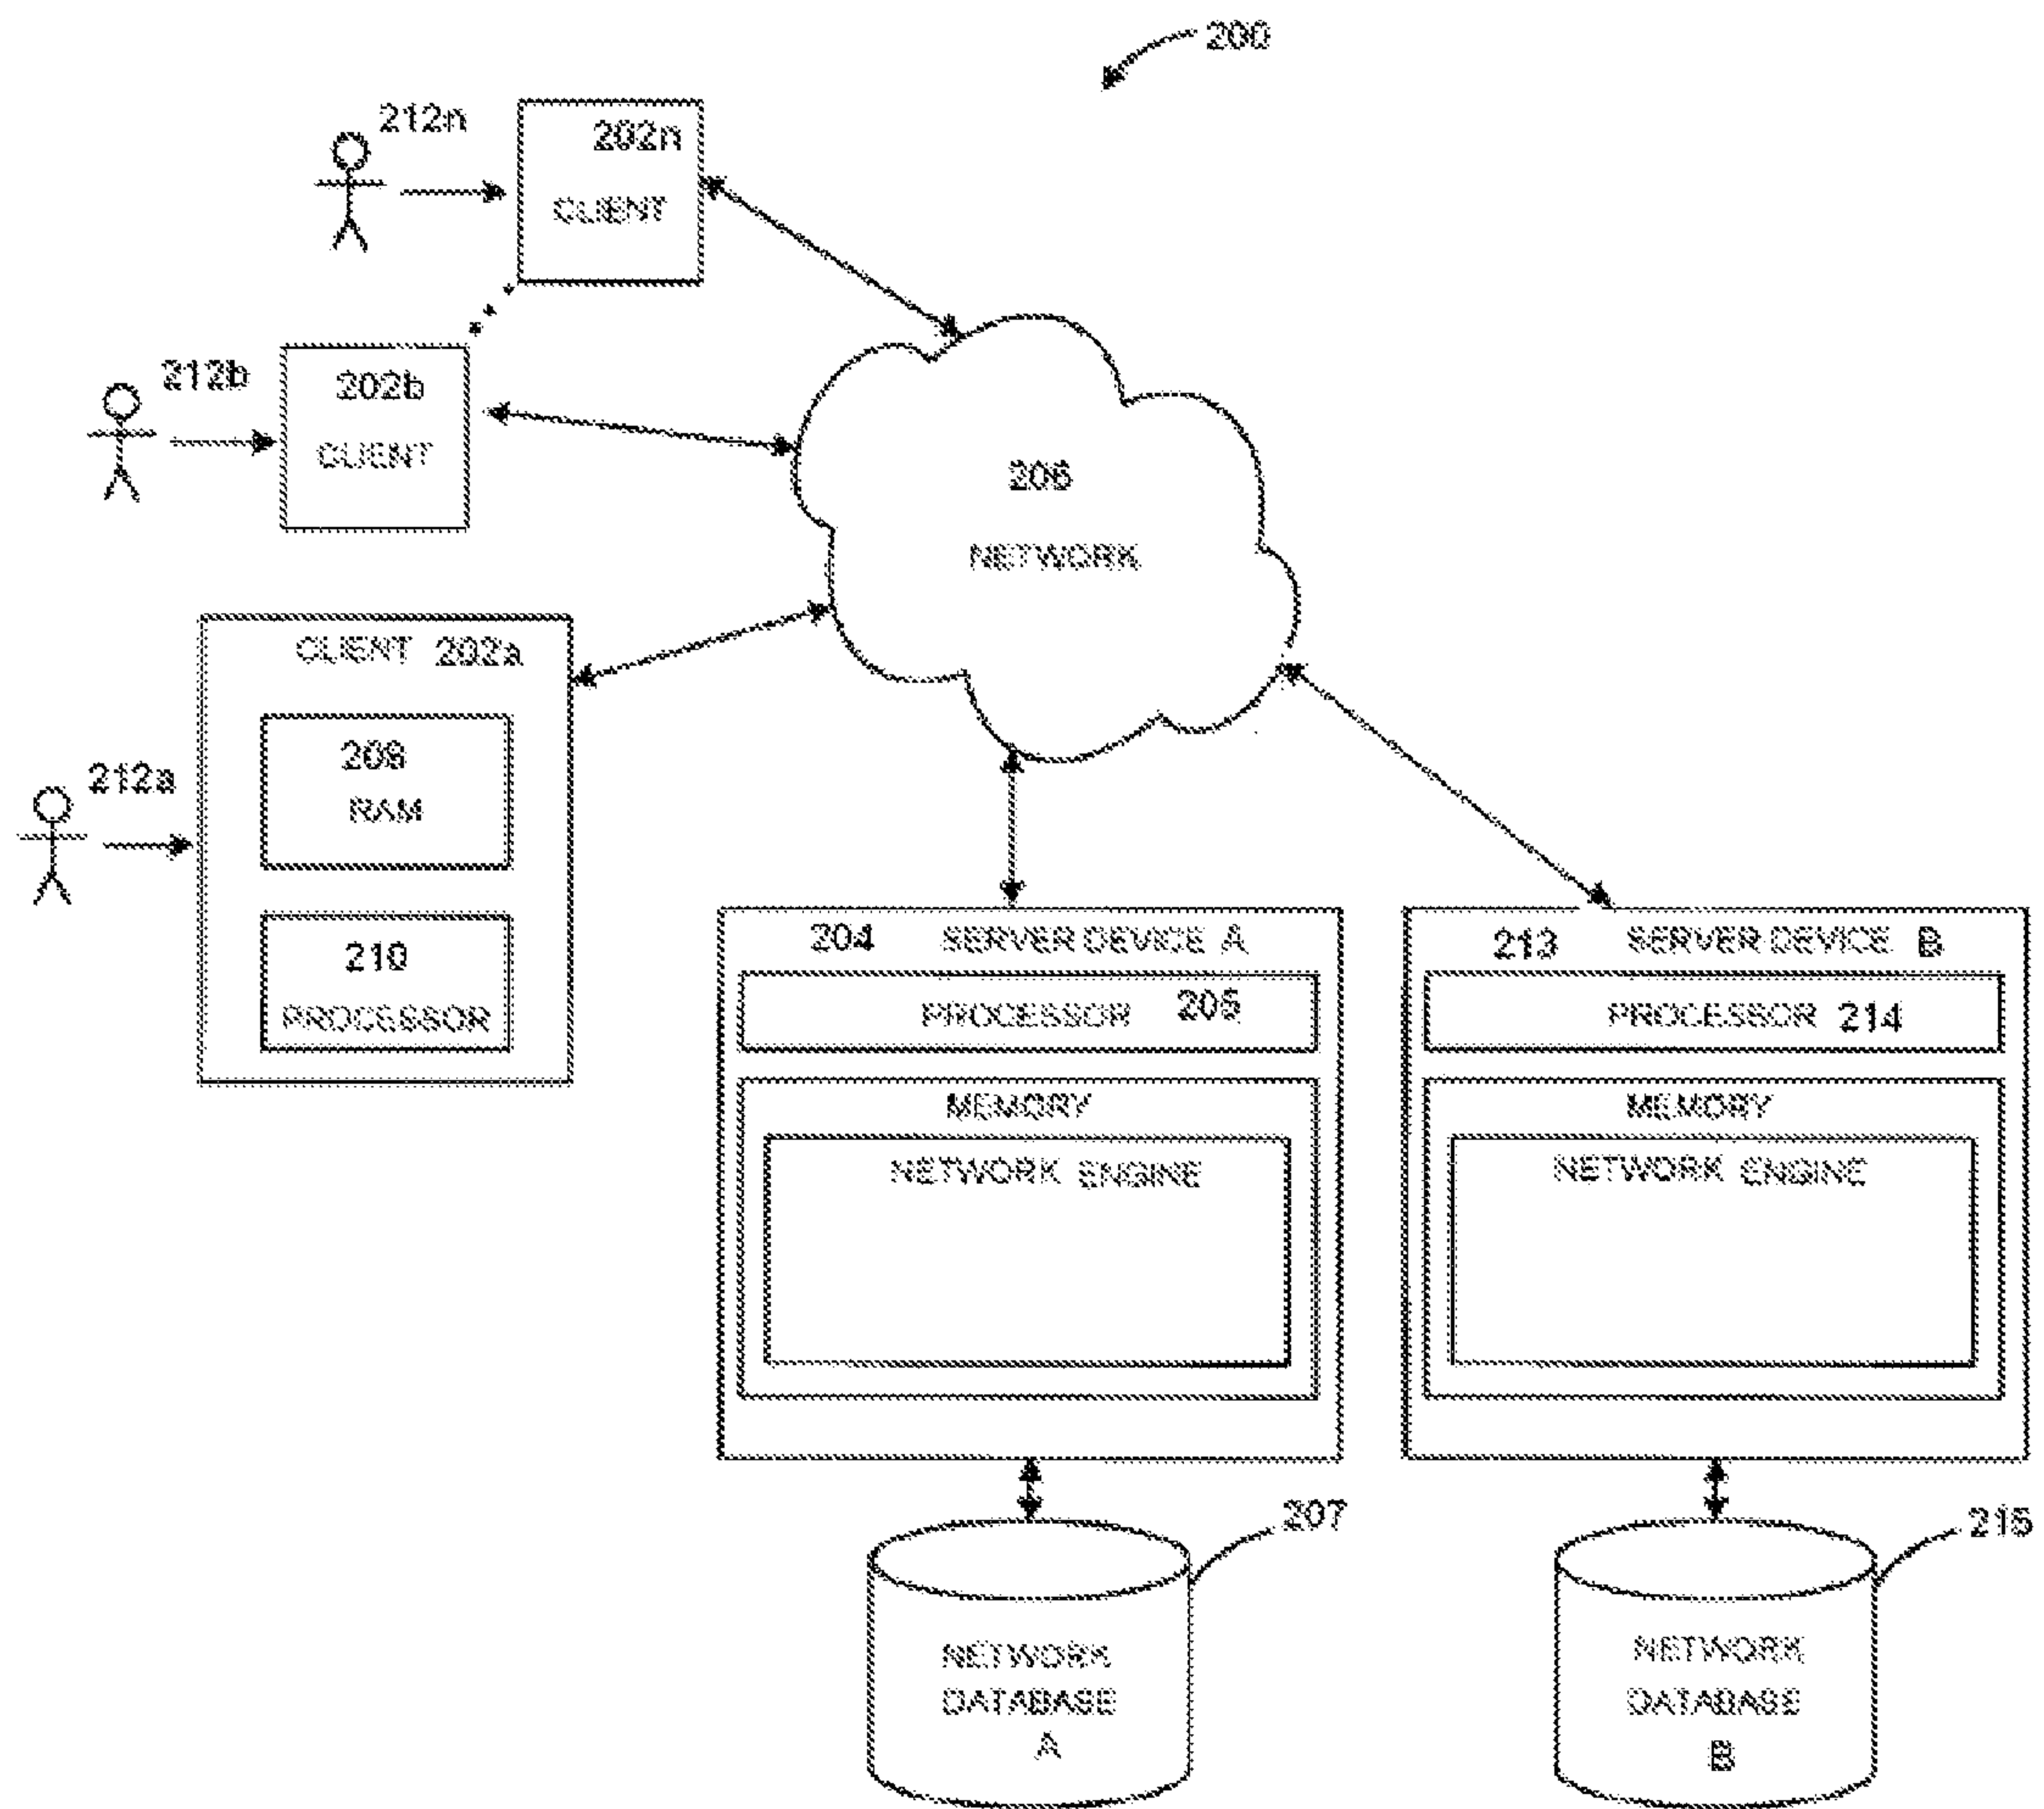 200
212n
202n
CLIENT
212b
202b
CLIENT
206
NETWORK
CLIENT 202a
208
RAM
212a
210
PROCESSOR
204 SERVER DEVICE A
PROCESSOR 205
MEMORY
NETWORK ENGINE
213 SERVER DEVICE B
PROCESSOR 214
MEMORY
NETWORK ENGINE
207
NETWORK
DATABASE
A
215
NETWORK
DATABASE
B